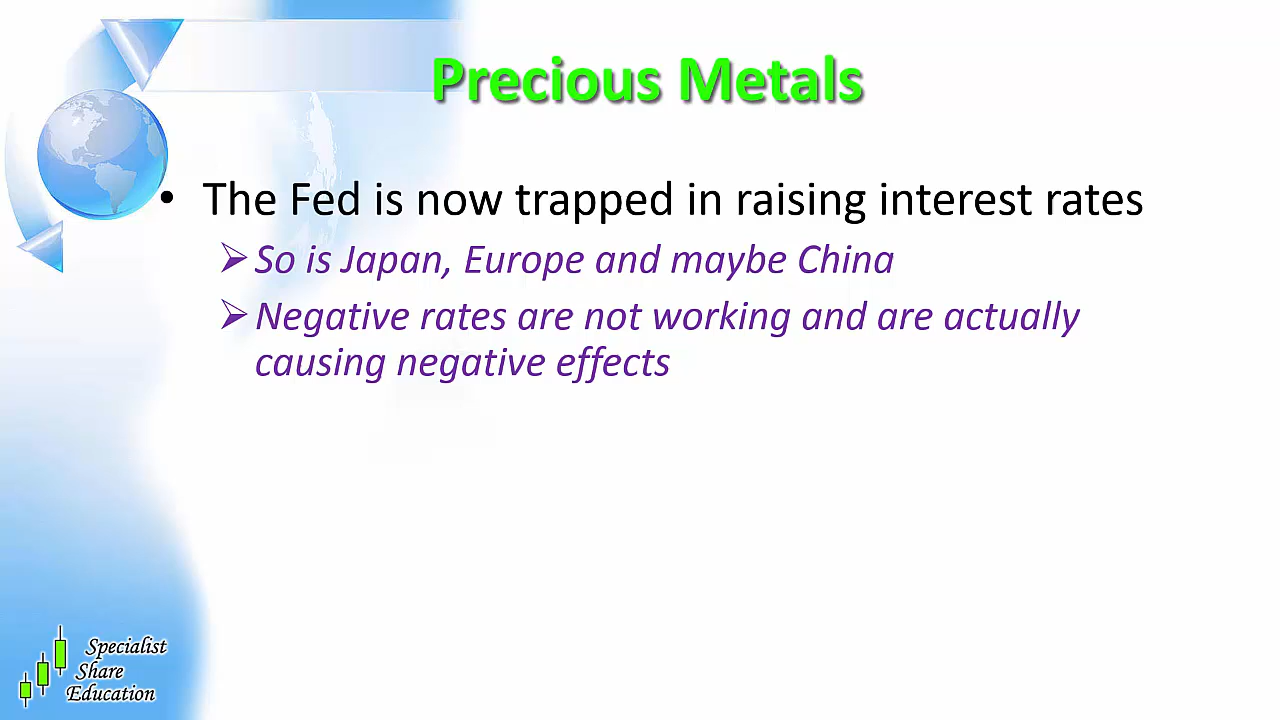 Precious Metals
• The Fed is now trapped in raising interest rates
➢ So is Japan, Europe and maybe China
➢ Negative rates are not working and are actually
causing negative effects
Specialist
Share
Education